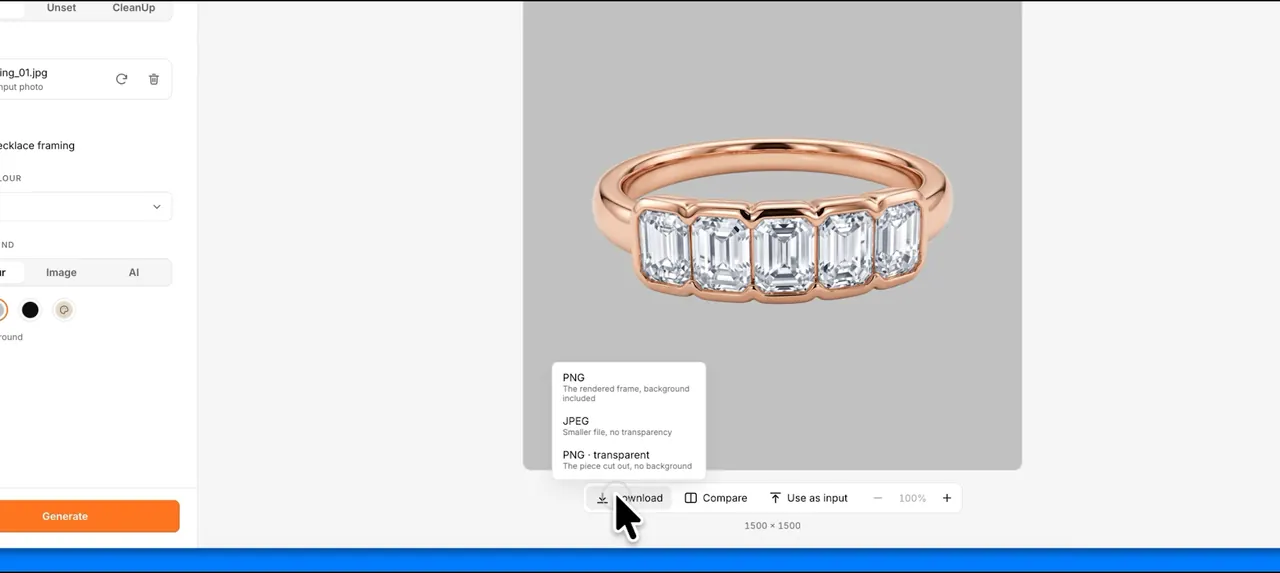 Unset
CleanUp
ing_01.jpg
nput photo
ecklace framing
LOUR
ND
ur
Image
AI
round
Generate
PNG
The rendered frame, background
included
JPEG
Smaller file, no transparency
PNG · transparent
The piece cut out, no background
ownload
Compare
Use as input
100%
1500 × 1500